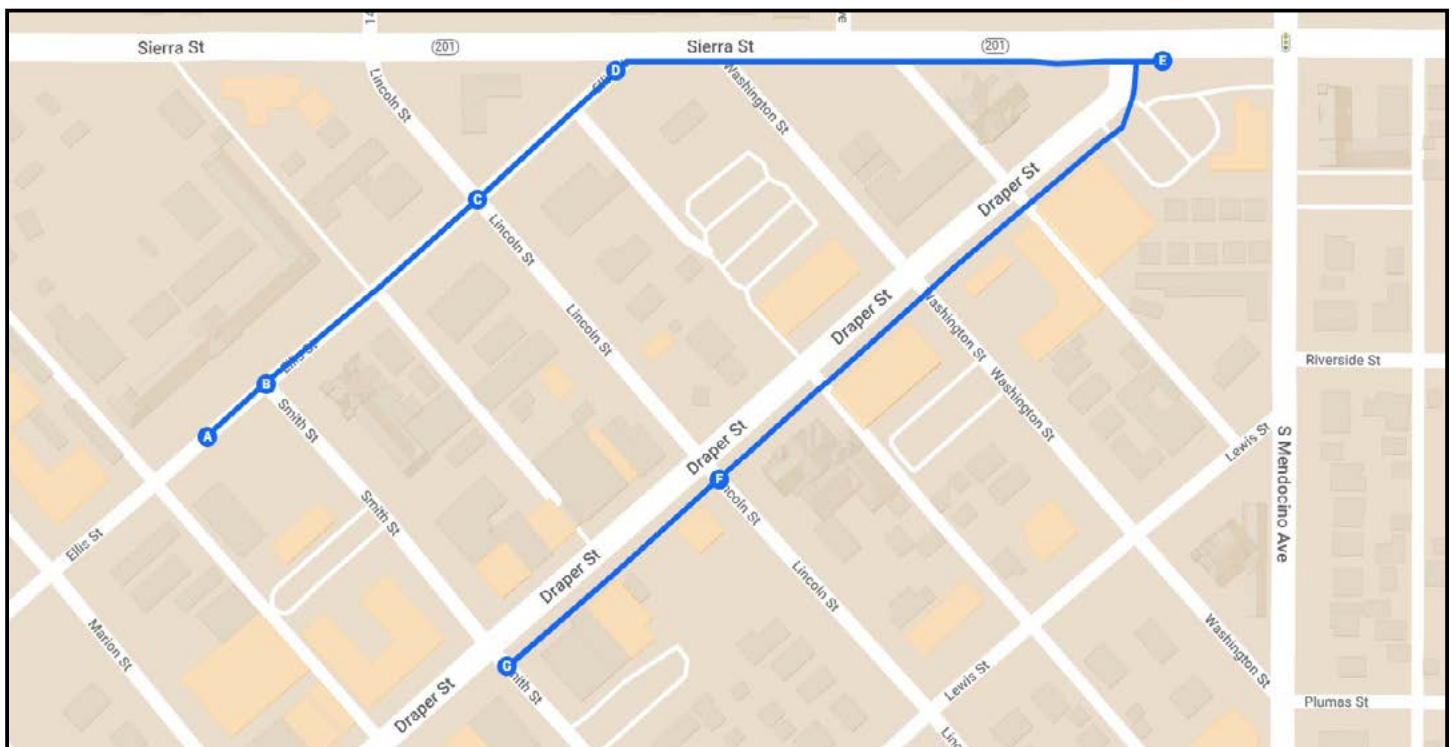 Sierra St
201
Sierra St
201
D
E
Lincoln St
Washington St
C
Lincoln St
Draper St
Lincoln St
Draper St
Washington St
Riverside St
Ellis St
B
Smith St
Washington St
A
Draper St
Lewis St
S Mendocino Ave
F
Lincoln St
Smith St
Ellis St
Draper St
Lincoln St
Marion St
G
Smith St
Lewis St
Washington St
Draper St
Plumas St